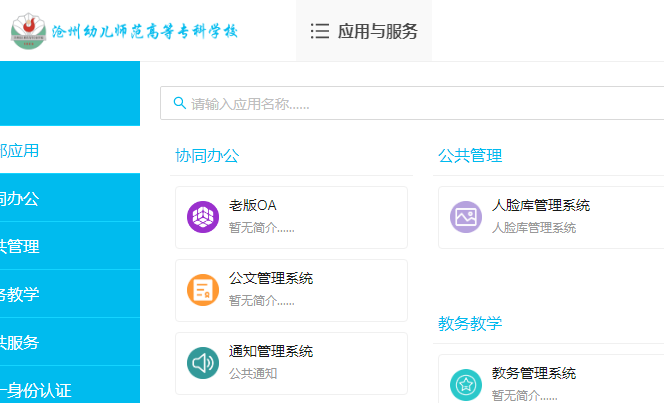 沧州幼儿师范高等专科学校
应用与服务
请输入应用名称......
部应用
同办公
共管理
务教学
共服务
一身份认证
协同办公
老版OA
暂无简介......
公文管理系统
暂无简介......
通知管理系统
公共通知
公共管理
人脸库管理系统
人脸库管理系统
教务教学
教务管理系统
暂无简介......